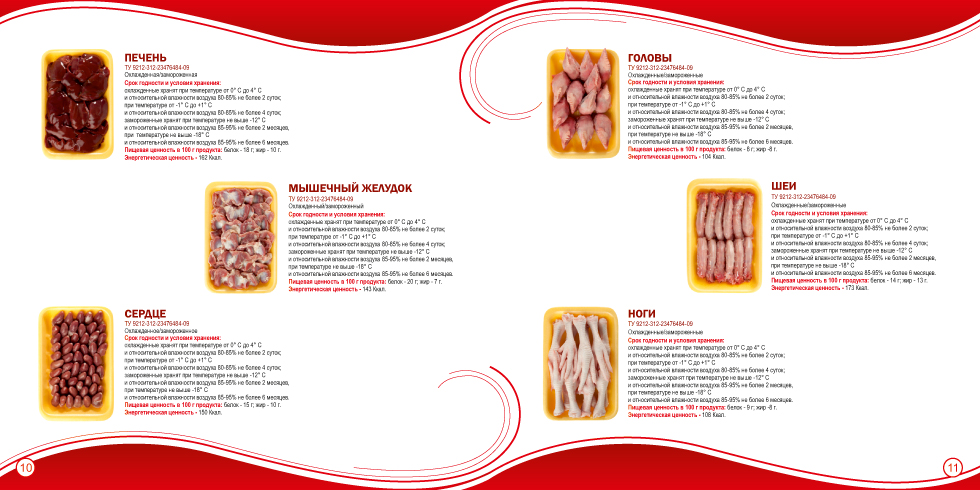 ПЕЧЕНЬ
ТУ 9212-312-23476484-09
Охлажденная/замороженная
Срок годности и условия хранения:
охлажденные хранят при температуре от 0° С до 4° С
и относительной влажности воздуха 80-85% не более 2 суток;
при температуре от -1° С до +1° С
и относительной влажности воздуха 80-85% не более 4 суток;
замороженные хранят при температуре не выше -12° С
и относительной влажности воздуха 85-95% не более 2 месяцев,
при температуре не выше -18° С
и относительной влажности воздуха 85-95% не более 6 месяцев.
Пищевая ценность в 100 г продукта: белок - 18 г; жир - 10 г.
Энергетическая ценность - 162 Ккал.
МЫШЕЧНЫЙ ЖЕЛУДОК
ТУ 9212-312-23476484-09
Охлажденный/замороженный
Срок годности и условия хранения:
охлажденные хранят при температуре от 0° С до 4° С
и относительной влажности воздуха 80-85% не более 2 суток;
при температуре от -1° С до +1° С
и относительной влажности воздуха 80-85% не более 4 суток;
замороженные хранят при температуре не выше -12° С
и относительной влажности воздуха 85-95% не более 2 месяцев,
при температуре не выше -18° С
и относительной влажности воздуха 85-95% не более 6 месяцев.
Пищевая ценность в 100 г продукта: белок - 20 г; жир - 7 г.
Энергетическая ценность - 143 Ккал.
СЕРДЦЕ
ТУ 9212-312-23476484-09
Охлажденное/замороженное
Срок годности и условия хранения:
охлажденные хранят при температуре от 0° С до 4° С
и относительной влажности воздуха 80-85% не более 2 суток;
при температуре от -1° С до +1° С
и относительной влажности воздуха 80-85% не более 4 суток;
замороженные хранят при температуре не выше -12° С
и относительной влажности воздуха 85-95% не более 2 месяцев,
при температуре не выше -18° С
и относительной влажности воздуха 85-95% не более 6 месяцев.
Пищевая ценность в 100 г продукта: белок - 15 г; жир - 10 г.
Энергетическая ценность - 150 Ккал.
10
ГОЛОВЫ
ТУ 9212-312-23476484-09
Охлажденные/замороженные
Срок годности и условия хранения:
охлажденные хранят при температуре от 0° С до 4° С
и относительной влажности воздуха 80-85% не более 2 суток;
при температуре от -1° С до +1° С
и относительной влажности воздуха 80-85% не более 4 суток;
замороженные хранят при температуре не выше -12° С
и относительной влажности воздуха 85-95% не более 2 месяцев,
при температуре не выше -18° С
и относительной влажности воздуха 85-95% не более 6 месяцев.
Пищевая ценность в 100 г продукта: белок - 8 г; жир -8 г.
Энергетическая ценность - 104 Ккал.
ШЕИ
ТУ 9212-312-23476484-09
Охлажденные/замороженные
Срок годности и условия хранения:
охлажденные хранят при температуре от 0° С до 4° С
и относительной влажности воздуха 80-85% не более 2 суток;
при температуре от -1° С до +1° С
и относительной влажности воздуха 80-85% не более 4 суток;
замороженные хранят при температуре не выше -12° С
и относительной влажности воздуха 85-95% не более 2 месяцев,
при температуре не выше -18° С
и относительной влажности воздуха 85-95% не более 6 месяцев.
Пищевая ценность в 100 г продукта: белок - 14 г; жир - 13 г.
Энергетическая ценность - 173 Ккал.
НОГИ
ТУ 9212-312-23476484-09
Охлажденные/замороженные
Срок годности и условия хранения:
охлажденные хранят при температуре от 0° С до 4° С
и относительной влажности воздуха 80-85% не более 2 суток;
при температуре от -1° С до +1° С
и относительной влажности воздуха 80-85% не более 4 суток;
замороженные хранят при температуре не выше -12° С
и относительной влажности воздуха 85-95% не более 2 месяцев,
при температуре не выше -18° С
и относительной влажности воздуха 85-95% не более 6 месяцев.
Пищевая ценность в 100 г продукта: белок - 9 г; жир -8 г.
Энергетическая ценность - 108 Ккал.
11